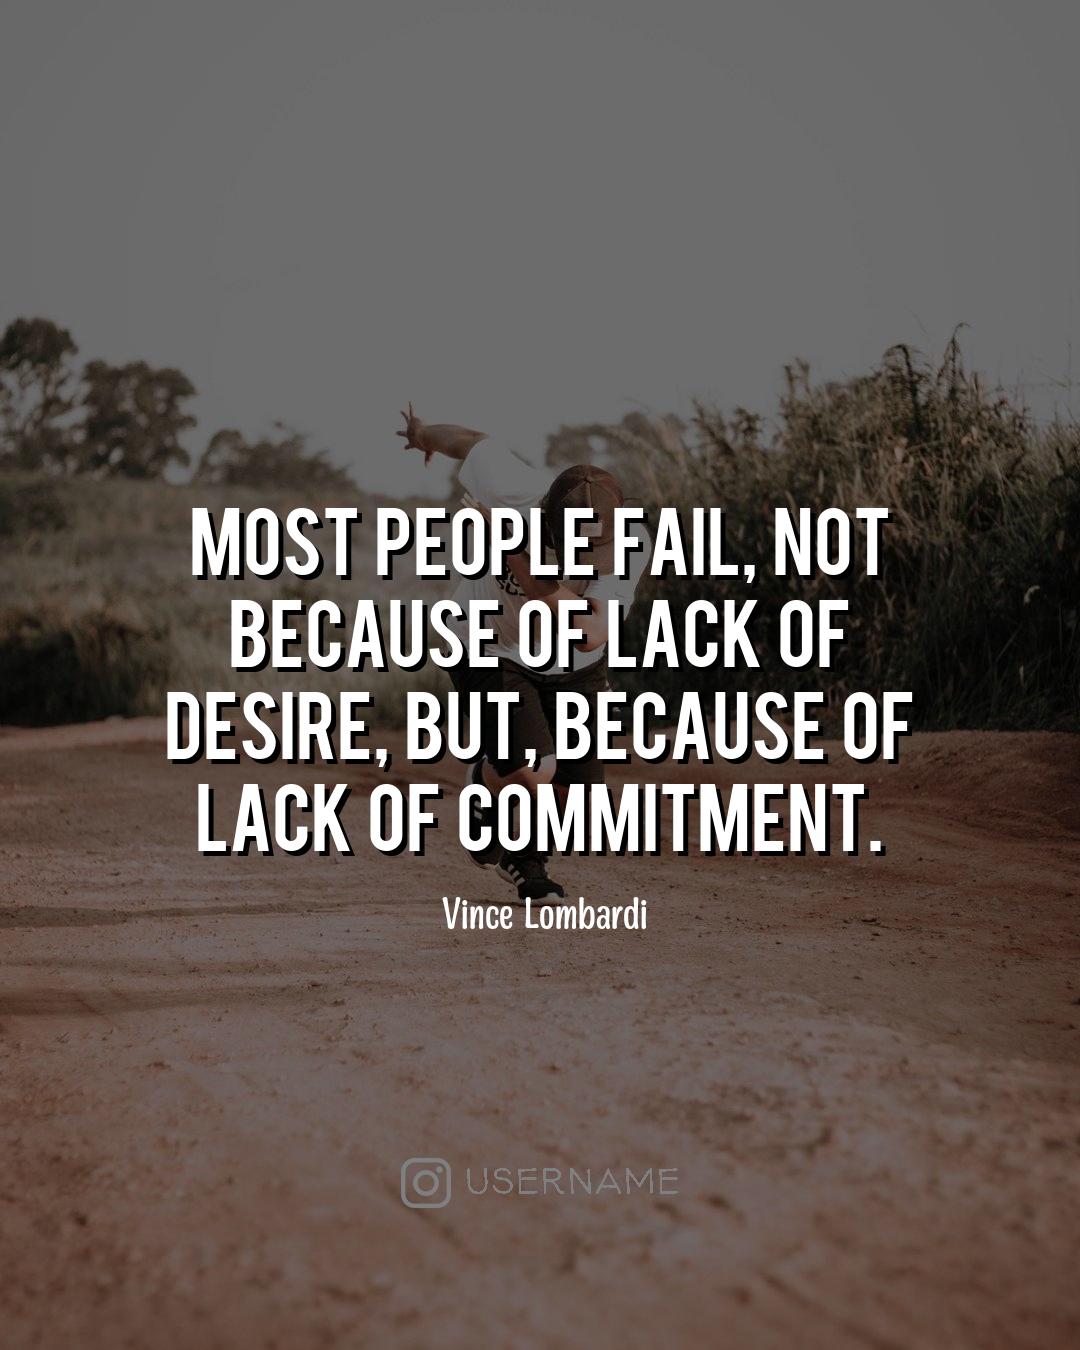 MOST PEOPLE FAIL, NOT
BECAUSE OF LACK OF
DESIRE, BUT, BECAUSE OF
LACK OF COMMITMENT.
Vince Lombardi
USERNAME